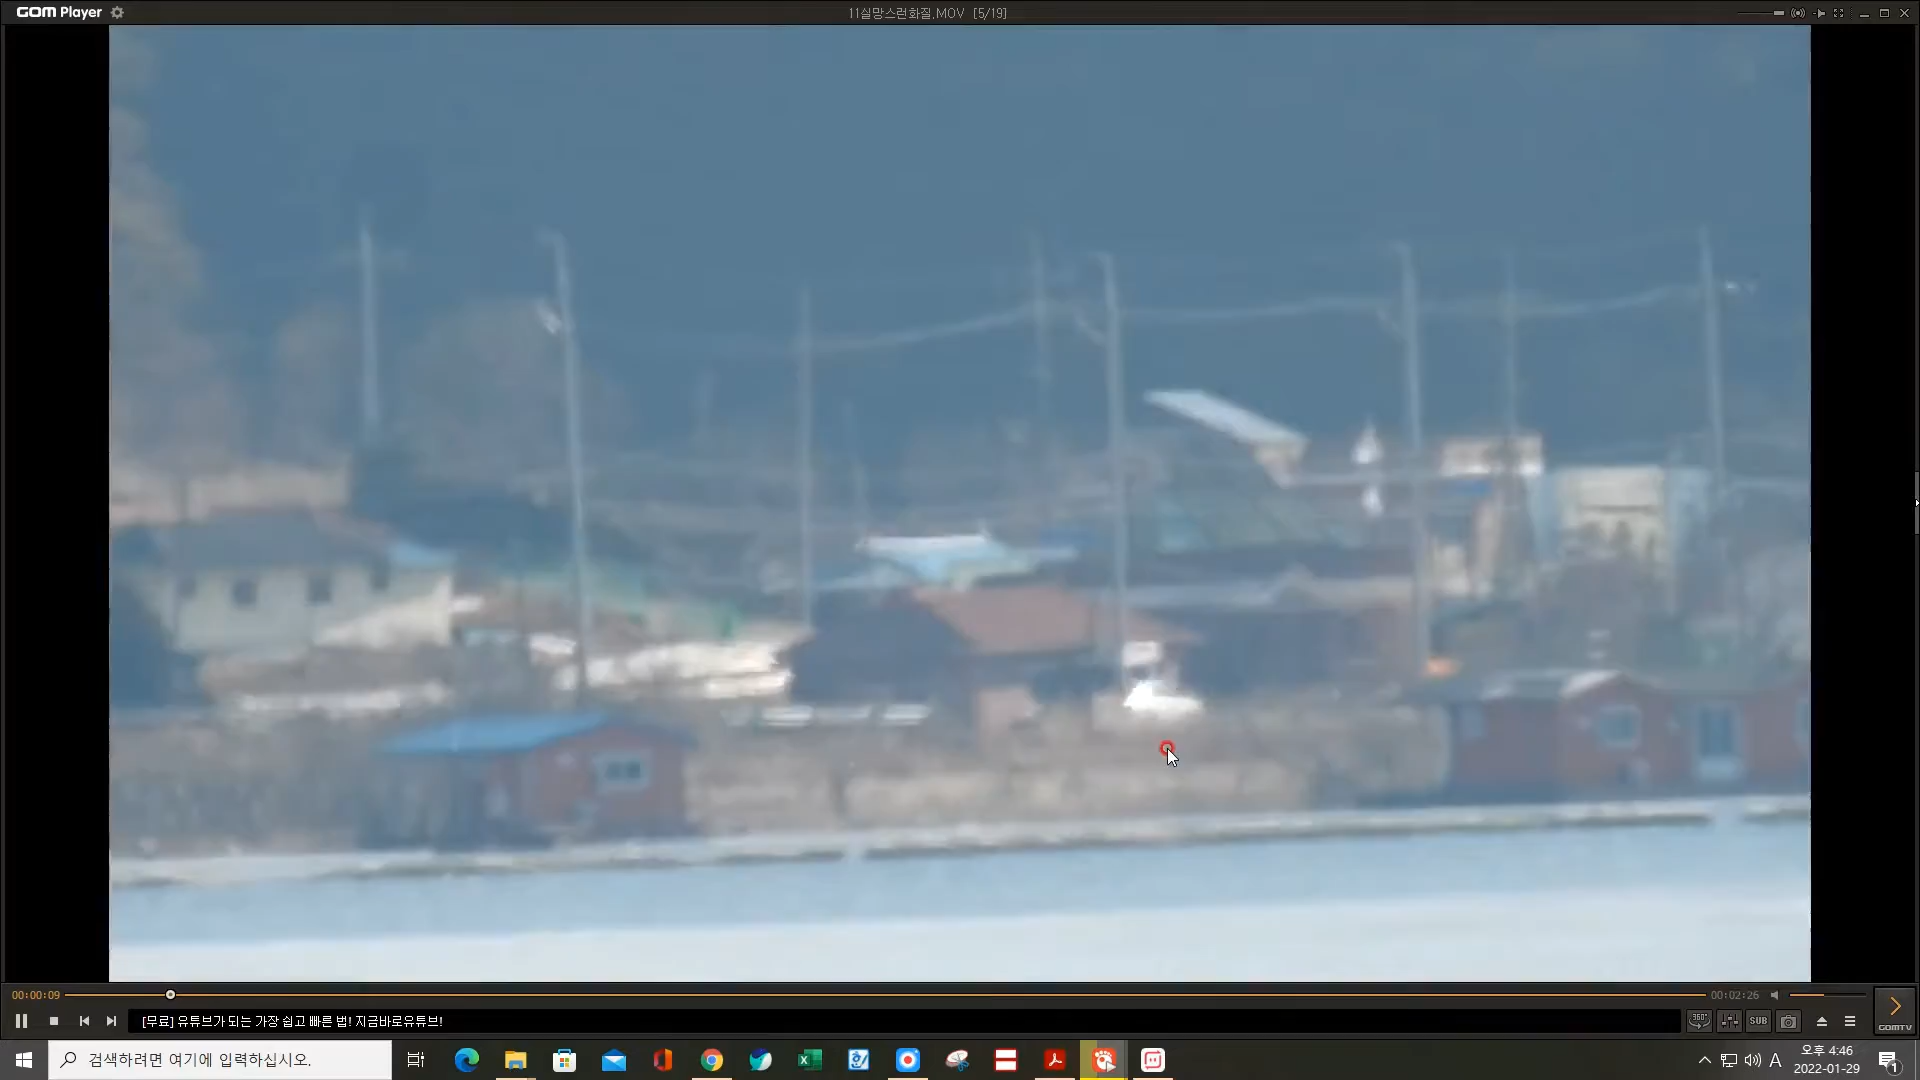 GOM Player
11실망스런화질.MOV [5/19]
00:00:09
00:02:26
[무료] 유튜브가 되는 가장 쉽고 빠른 법! 지금바로유튜브!
360°
SUB
GOMTV
검색하려면 여기에 입력하십시오.
A
오후 4:46
2022-01-29
1